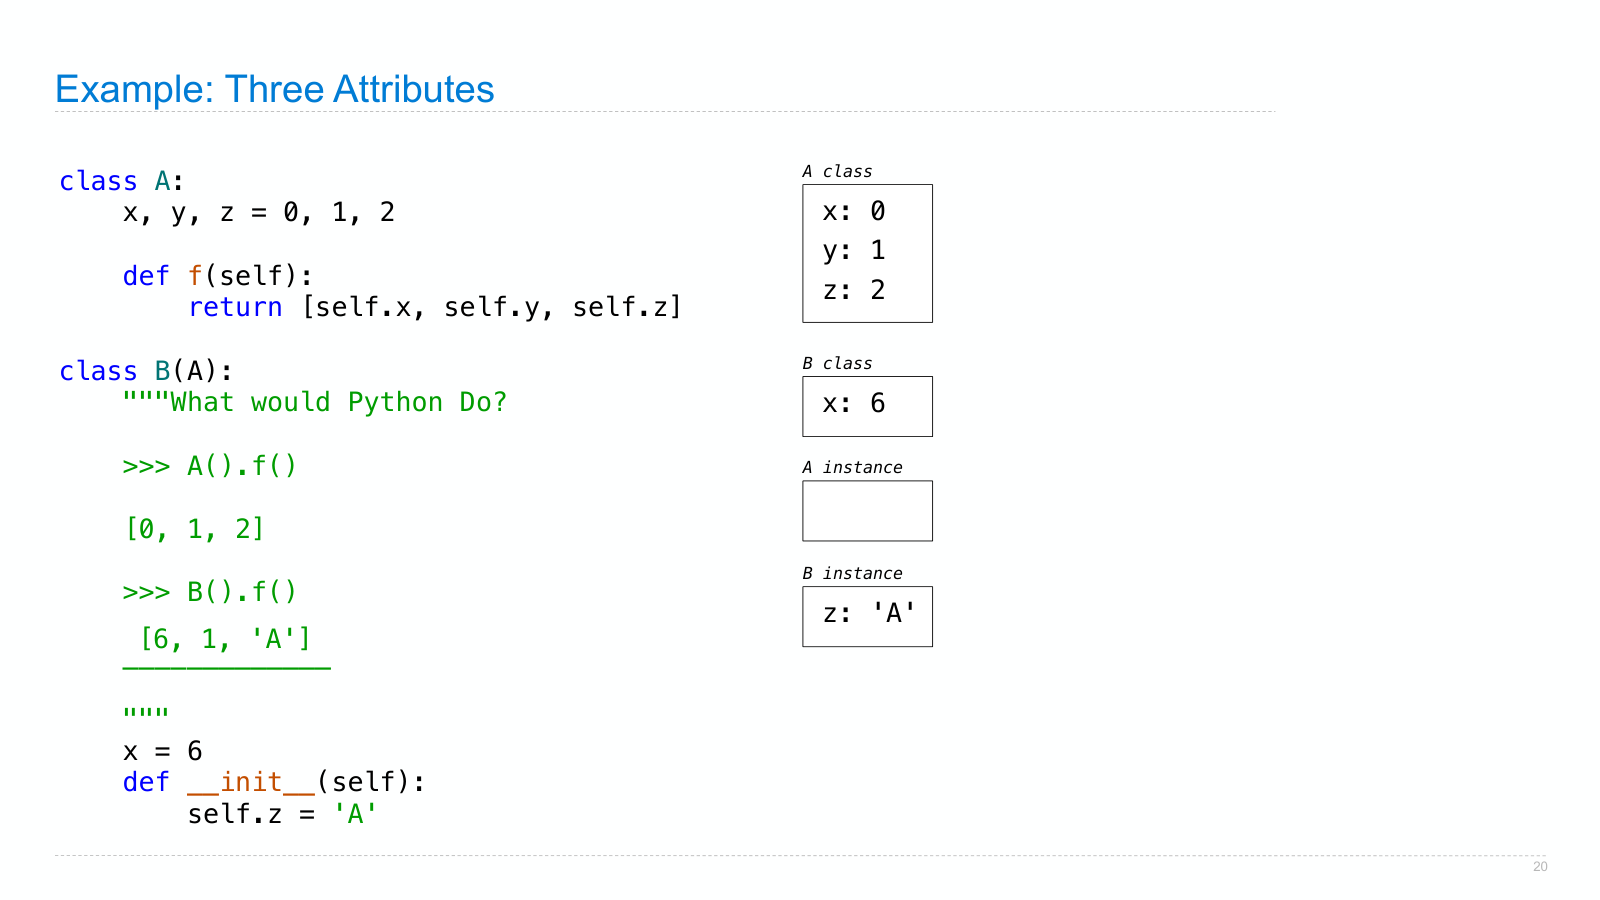 Example: Three Attributes
class A:
    x, y, z = 0, 1, 2
    def f(self):
        return [self.x, self.y, self.z]
class B(A):
    """What would Python Do?
    >>> A().f()
    [0, 1, 2]
    >>> B().f()
    [6, 1, 'A']
    """
    x = 6
    def __init__(self):
        self.z = 'A'
A class
x: 0
y: 1
z: 2
B class
x: 6
A instance
B instance
z: 'A'
20